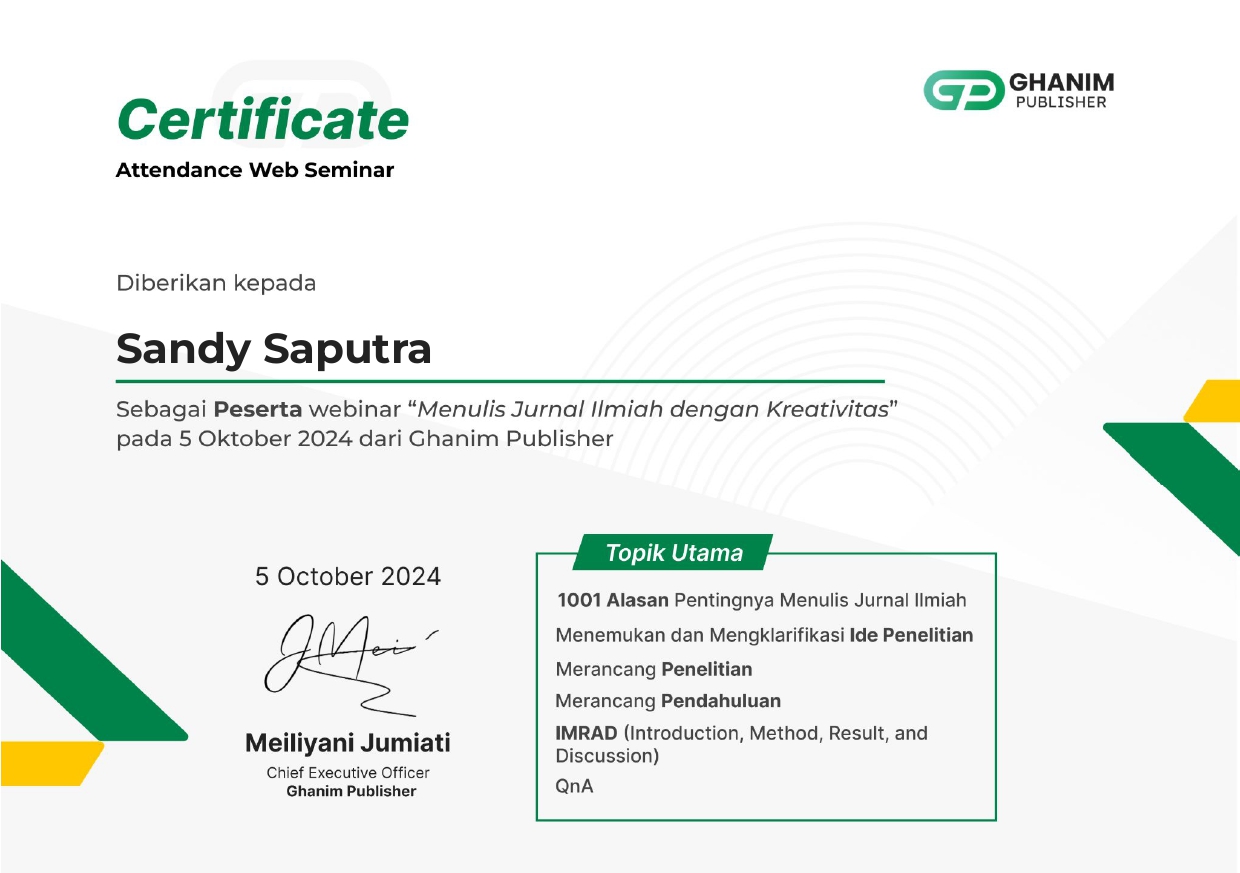 Certificate
Attendance Web Seminar
GHANIM
PUBLISHER
Diberikan kepada
Sandy Saputra
Sebagai Peserta webinar “Menulis Jurnal Ilmiah dengan Kreativitas”
pada 5 Oktober 2024 dari Ghanim Publisher
5 October 2024
Meiliyani Jumiati
Chief Executive Officer
Ghanim Publisher
Topik Utama
1001 Alasan Pentingnya Menulis Jurnal Ilmiah
Menemukan dan Mengklarifikasi Ide Penelitian
Merancang Penelitian
Merancang Pendahuluan
IMRAD (Introduction, Method, Result, and
Discussion)
QnA